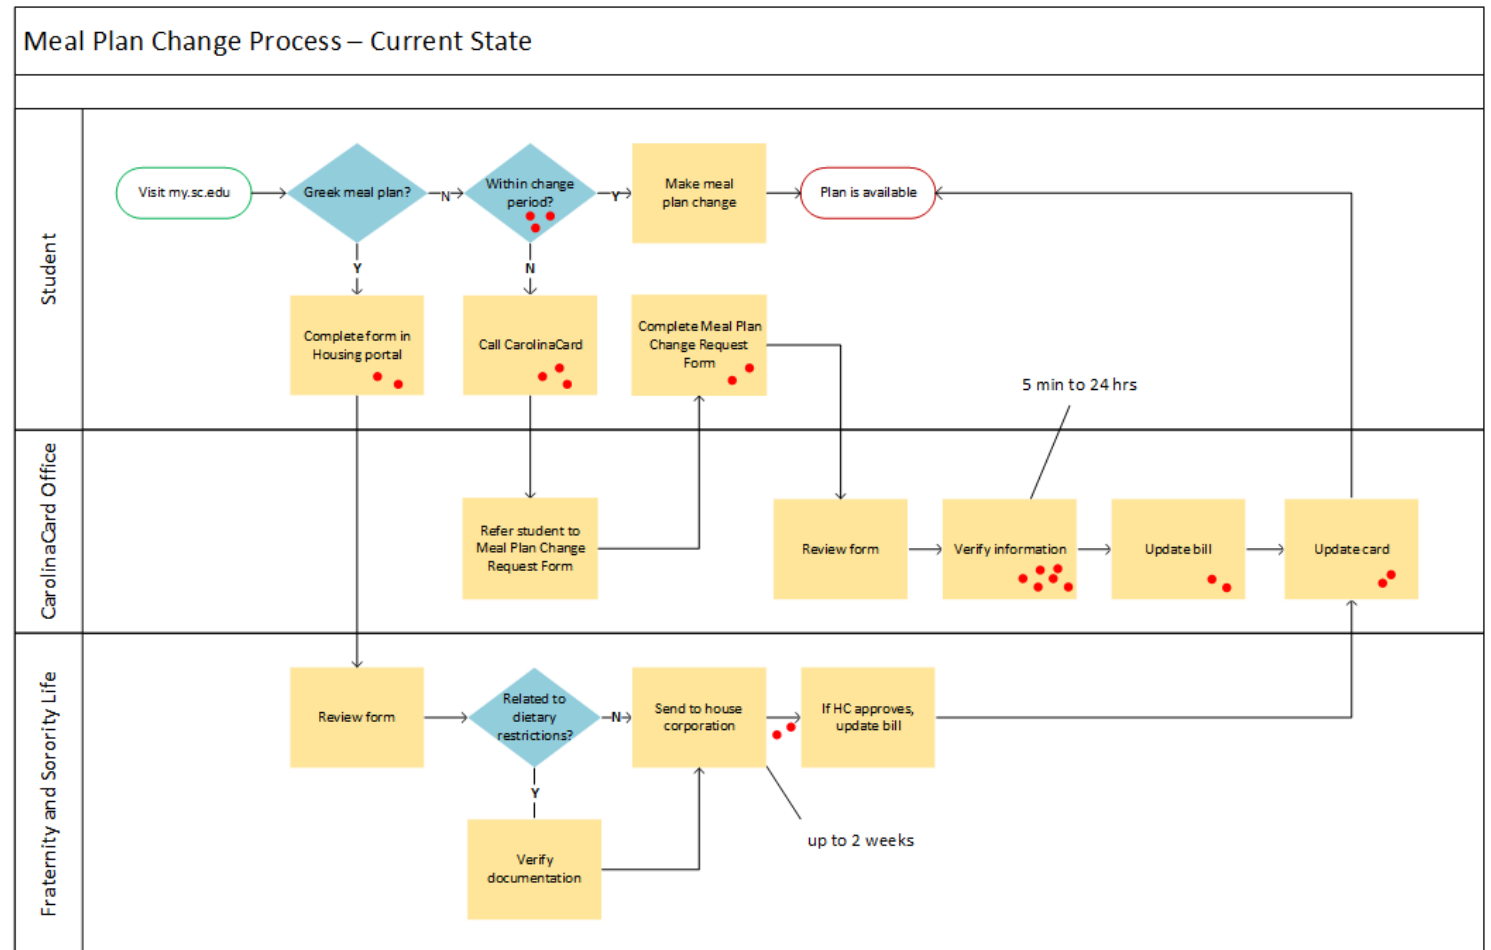 Meal Plan Change Process – Current State
Student
Visit my.sc.edu
Greek meal plan?
N
Within change
period?
Y
Make meal
plan change
Plan is available
Y
N
Complete form in
Housing portal
Call CarolinaCard
Complete Meal Plan
Change Request
Form
5 min to 24 hrs
CarolinaCard Office
Refer student to
Meal Plan Change
Request Form
Review form
Verify information
Update bill
Update card
Fraternity and Sorority Life
Review form
Related to
dietary
restrictions?
N
Send to house
corporation
If HC approves,
update bill
Y
up to 2 weeks
Verify
documentation